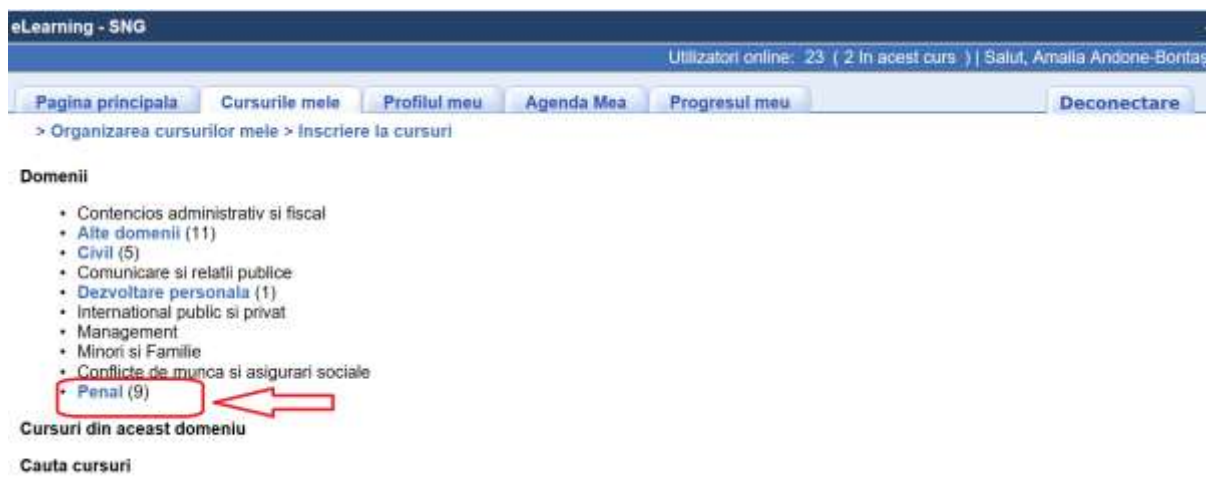 eLearning - SNG
Utilizatori online: 23 ( 2 In acest curs ) | Salut, Amalia Andone-Bontas
Pagina principala Cursurile mele Profilul meu Agenda Mea Progresul meu Deconectare
> Organizarea cursurilor mele > Inscriere la cursuri
Domenii
• Contencios administrativ si fiscal
• Alte domenii (11)
• Civil (5)
• Comunicare si relatii publice
• Dezvoltare personala (1)
• International public si privat
• Management
• Minori si Familie
• Conflicte de munca si asigurari sociale
• Penal (9)
Cursuri din aceast domeniu
Cauta cursuri